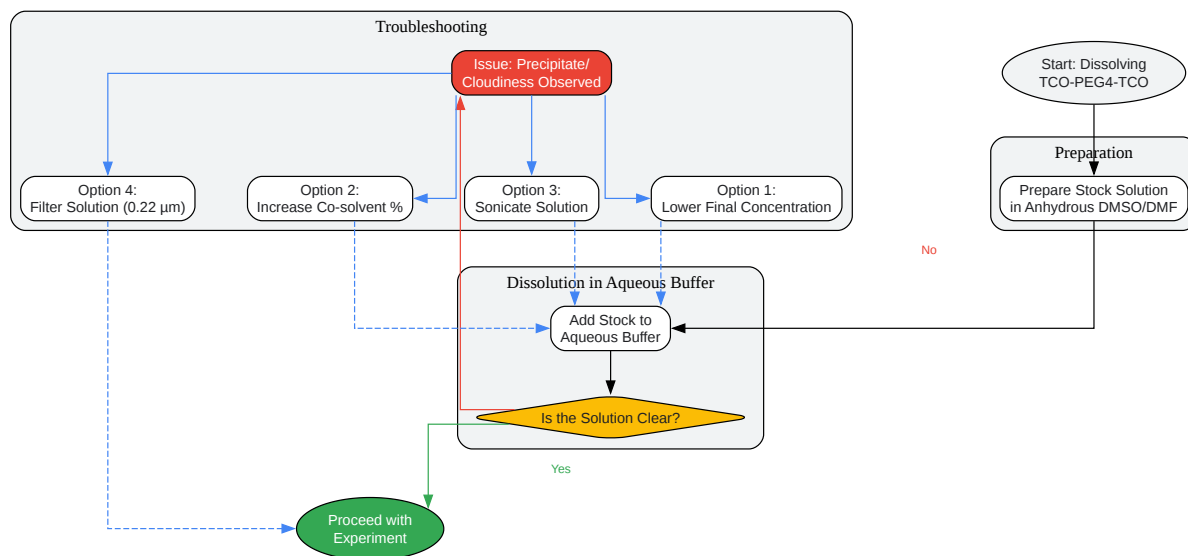 Troubleshooting
Issue: Precipitate/
Cloudiness Observed
Start: Dissolving
TCO-PEG4-TCO
Preparation
Option 4:
Filter Solution (0.22 µm)
Option 2:
Increase Co-solvent %
Option 3:
Sonicate Solution
Option 1:
Lower Final Concentration
Prepare Stock Solution
in Anhydrous DMSO/DMF
No
Dissolution in Aqueous Buffer
Add Stock to
Aqueous Buffer
Is the Solution Clear?
Yes
Proceed with
Experiment